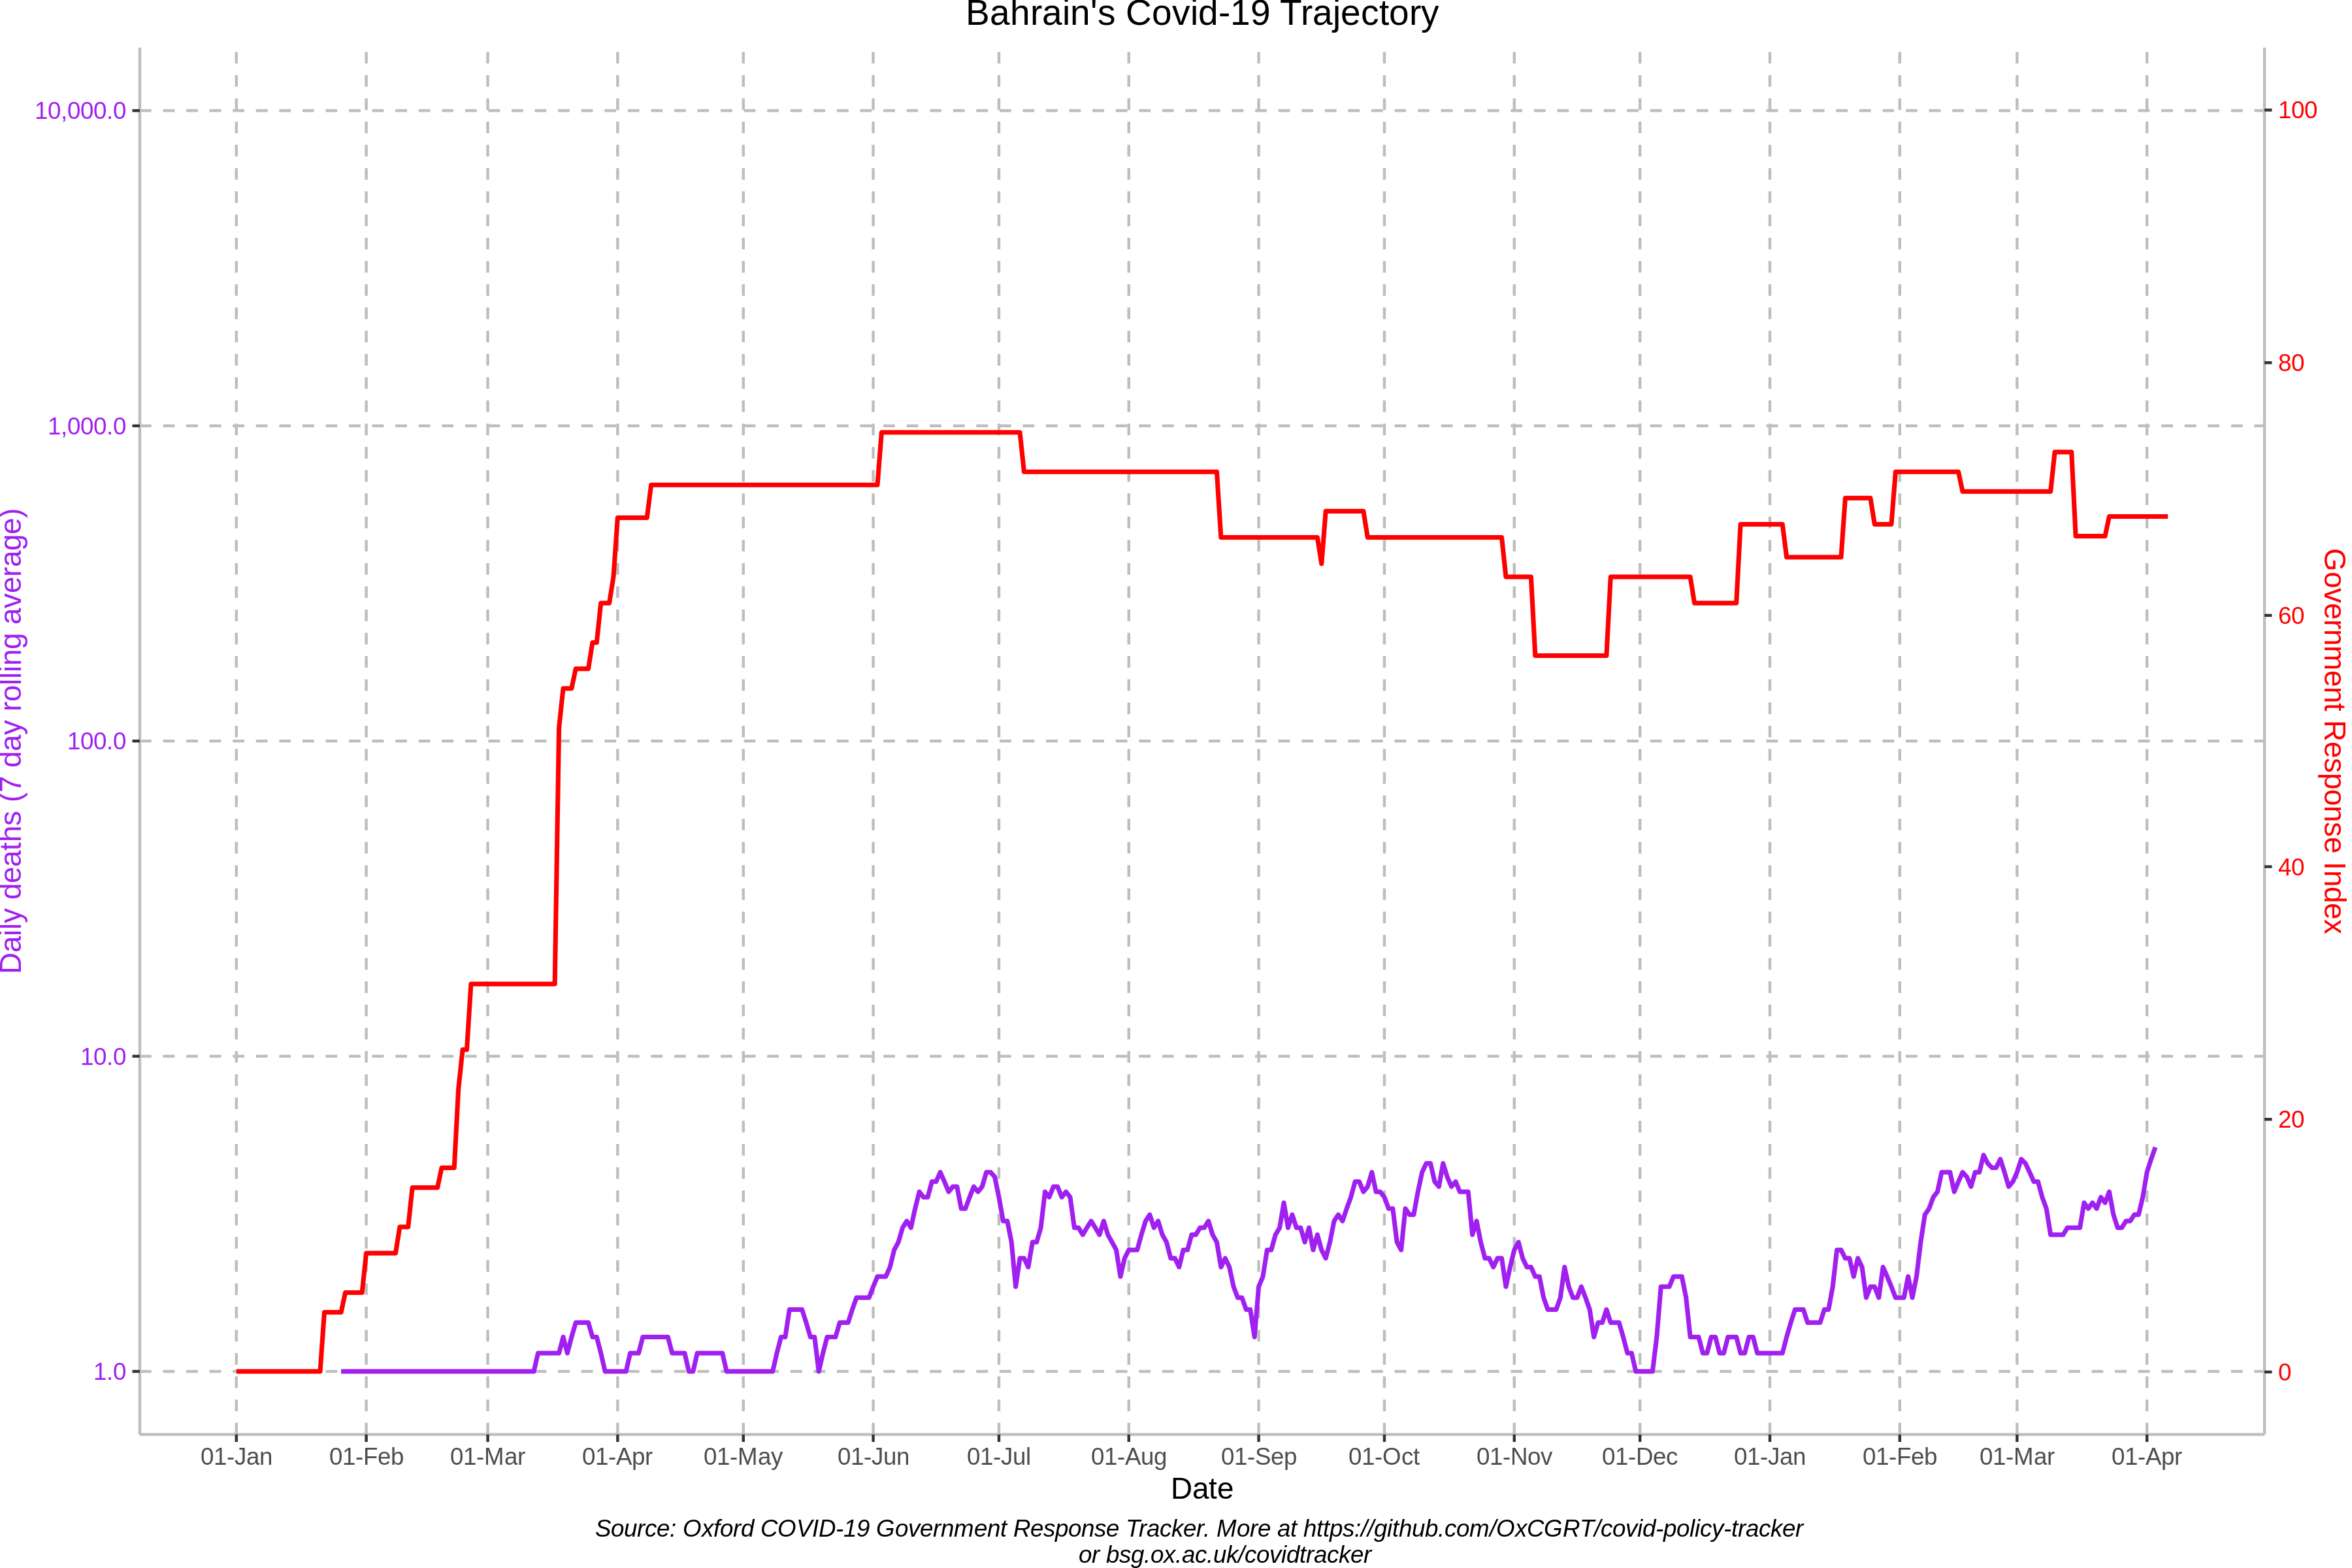 Bahrain's Covid-19 Trajectory
10,000.0
1,000.0
100.0
10.0
1.0
Daily deaths (7 day rolling average)
100
80
60
40
20
0
Government Response Index
01-Jan 01-Feb 01-Mar 01-Apr 01-May 01-Jun 01-Jul 01-Aug 01-Sep 01-Oct 01-Nov 01-Dec 01-Jan 01-Feb 01-Mar 01-Apr
Date
Source: Oxford COVID-19 Government Response Tracker. More at https://github.com/OxCGRT/covid-policy-tracker
or bsg.ox.ac.uk/covidtracker